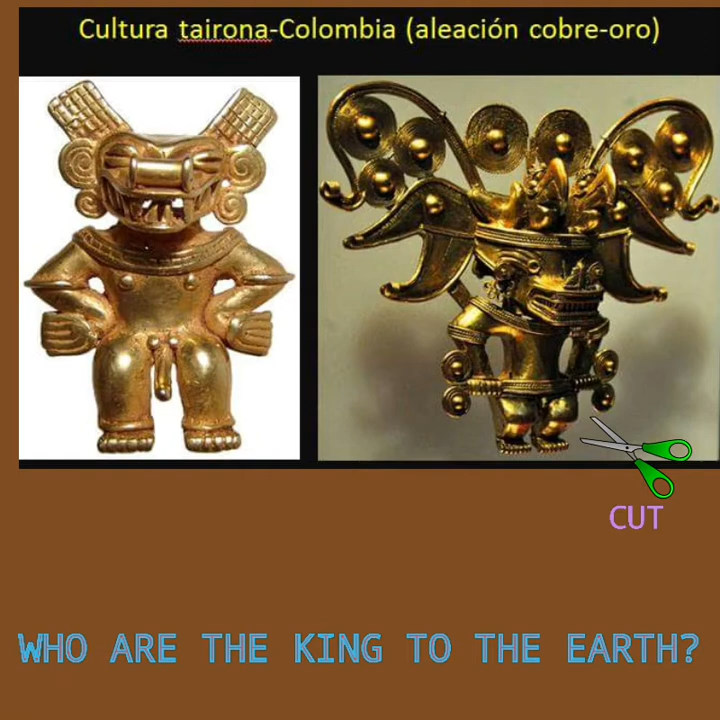 Cultura tairona-Colombia (aleación cobre-oro)
CUT
WHO ARE THE KING TO THE EARTH?